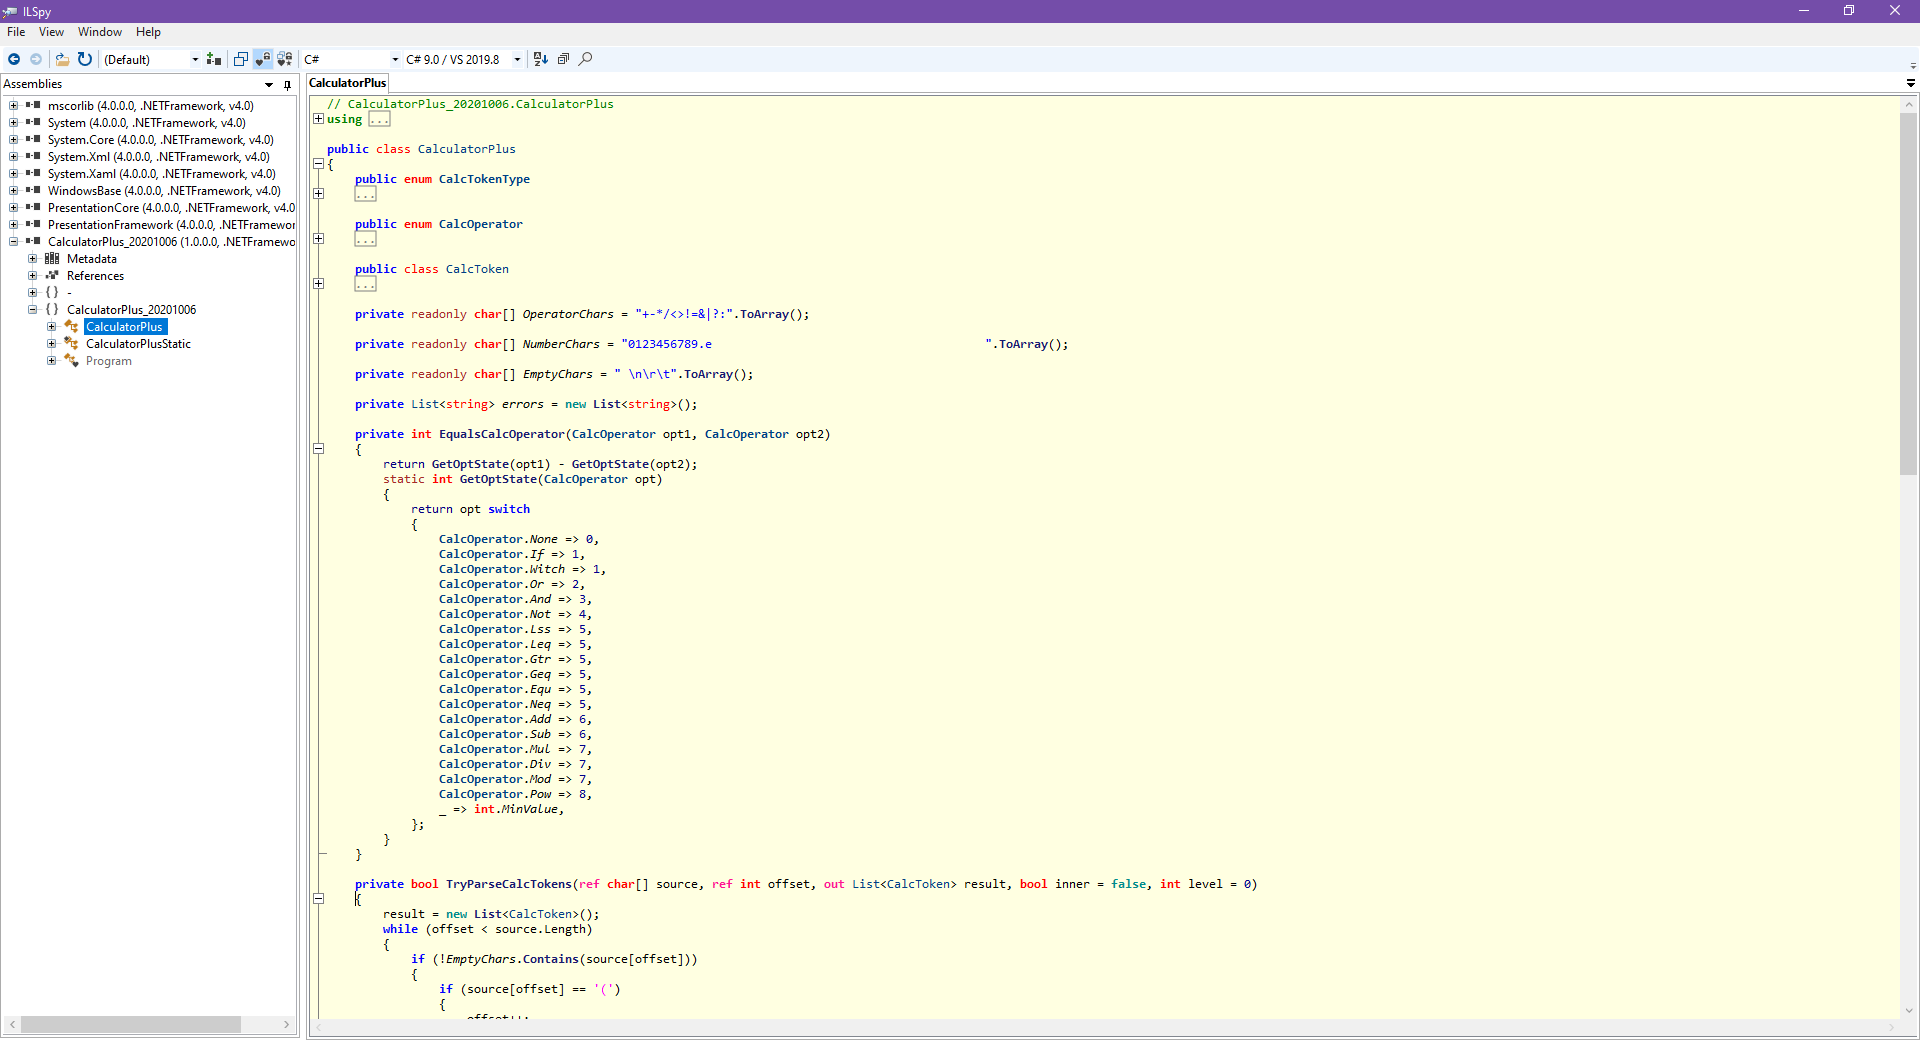 ILSpy
File View Window Help
(Default) C# C# 9.0 / VS 2019.8
Assemblies
mscorlib (4.0.0.0, .NETFramework, v4.0)
System (4.0.0.0, .NETFramework, v4.0)
System.Core (4.0.0.0, .NETFramework, v4.0)
System.Xml (4.0.0.0, .NETFramework, v4.0)
System.Xaml (4.0.0.0, .NETFramework, v4.0)
WindowsBase (4.0.0.0, .NETFramework, v4.0)
PresentationCore (4.0.0.0, .NETFramework, v4.0
PresentationFramework (4.0.0.0, .NETFramewor
CalculatorPlus_20201006 (1.0.0.0, .NETFramewo
Metadata
References
{} -
{} CalculatorPlus_20201006
CalculatorPlus
CalculatorPlusStatic
Program
CalculatorPlus
// CalculatorPlus_20201006.CalculatorPlus
using ...
public class CalculatorPlus
{
public enum CalcTokenType
...
public enum CalcOperator
...
public class CalcToken
...
private readonly char[] OperatorChars = "+-*/<>!=&|?:".ToArray();
private readonly char[] NumberChars = "0123456789.e                                       ".ToArray();
private readonly char[] EmptyChars = " \n\r\t".ToArray();
private List<string> errors = new List<string>();
private int EqualsCalcOperator(CalcOperator opt1, CalcOperator opt2)
{
return GetOptState(opt1) - GetOptState(opt2);
static int GetOptState(CalcOperator opt)
{
return opt switch
{
CalcOperator.None => 0,
CalcOperator.If => 1,
CalcOperator.Witch => 1,
CalcOperator.Or => 2,
CalcOperator.And => 3,
CalcOperator.Not => 4,
CalcOperator.Lss => 5,
CalcOperator.Leq => 5,
CalcOperator.Gtr => 5,
CalcOperator.Geq => 5,
CalcOperator.Equ => 5,
CalcOperator.Neq => 5,
CalcOperator.Add => 6,
CalcOperator.Sub => 6,
CalcOperator.Mul => 7,
CalcOperator.Div => 7,
CalcOperator.Mod => 7,
CalcOperator.Pow => 8,
_ => int.MinValue,
};
}
}
private bool TryParseCalcTokens(ref char[] source, ref int offset, out List<CalcToken> result, bool inner = false, int level = 0)
{
result = new List<CalcToken>();
while (offset < source.Length)
{
if (!EmptyChars.Contains(source[offset]))
{
if (source[offset] == '(')
{
offset++;